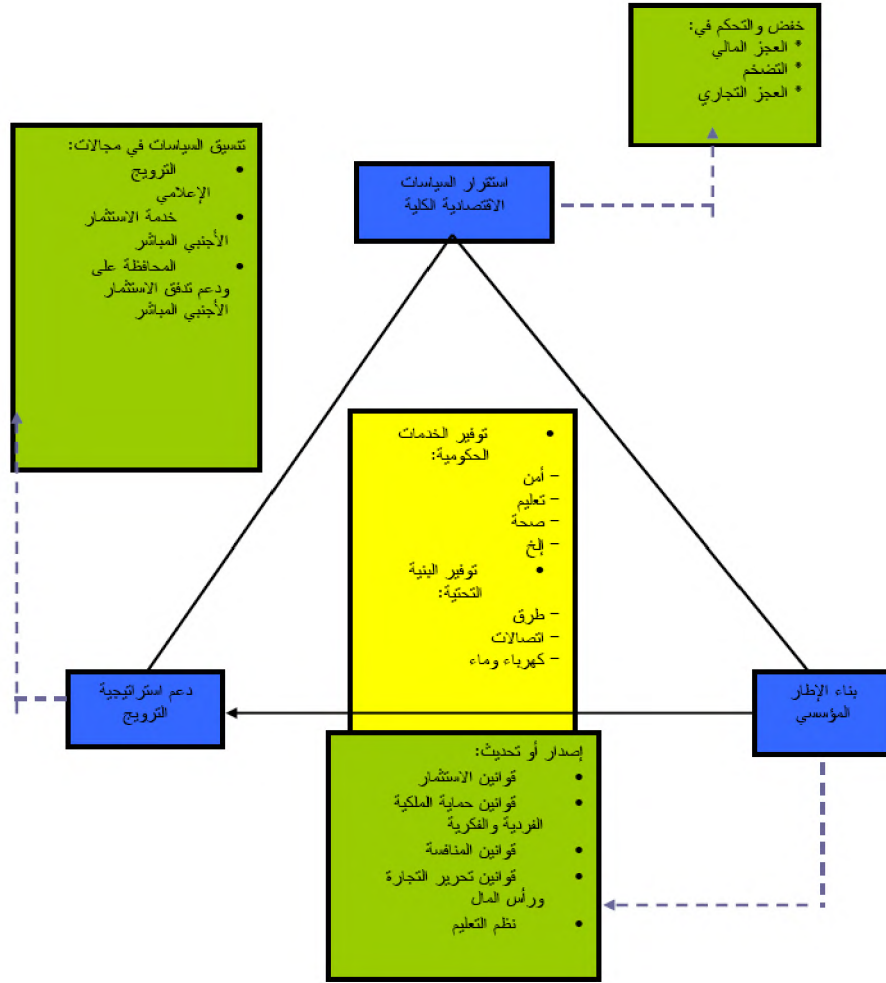 خفض والتحكم في:
* العجز المالي
* التضخم
* العجز التجاري
تنسيق السياسات في مجالات:
• الترويج
الإعلامي
• خدمة الاستثمار
الأجنبي المباشر
• المحافظة على
ودعم تدفق الاستثمار
الأجنبي المباشر
استقرار السياسات
الاقتصادية الكلية
• توفير الخدمات
الحكومية:
– أمن
– تعليم
– صحة
– إلخ
• توفير البنية
التحتية:
– طرق
– اتصالات
– كهرباء وماء
بناء الإطار
المؤسسي
دعم استراتيجية
الترويج
إصدار أو تحديث:
• قوانين الاستثمار
• قوانين حماية الملكية
الفردية والفكرية
• قوانين المنافسة
• قوانين تحرير التجارة
ورأس المال
• نظم التعليم